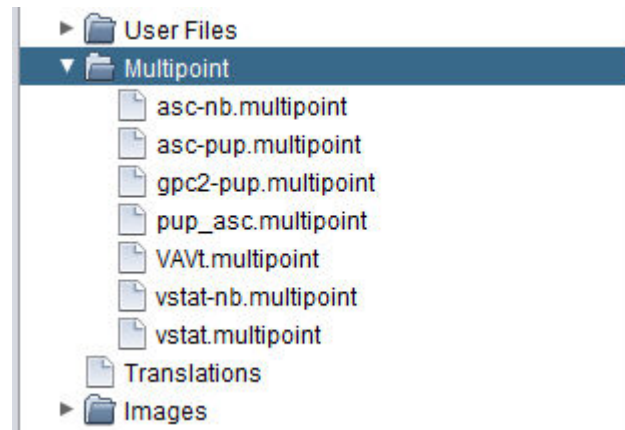 User Files
Multipoint
asc-nb.multipoint
asc-pup.multipoint
gpc2-pup.multipoint
pup_asc.multipoint
VAVt.multipoint
vstat-nb.multipoint
vstat.multipoint
Translations
Images